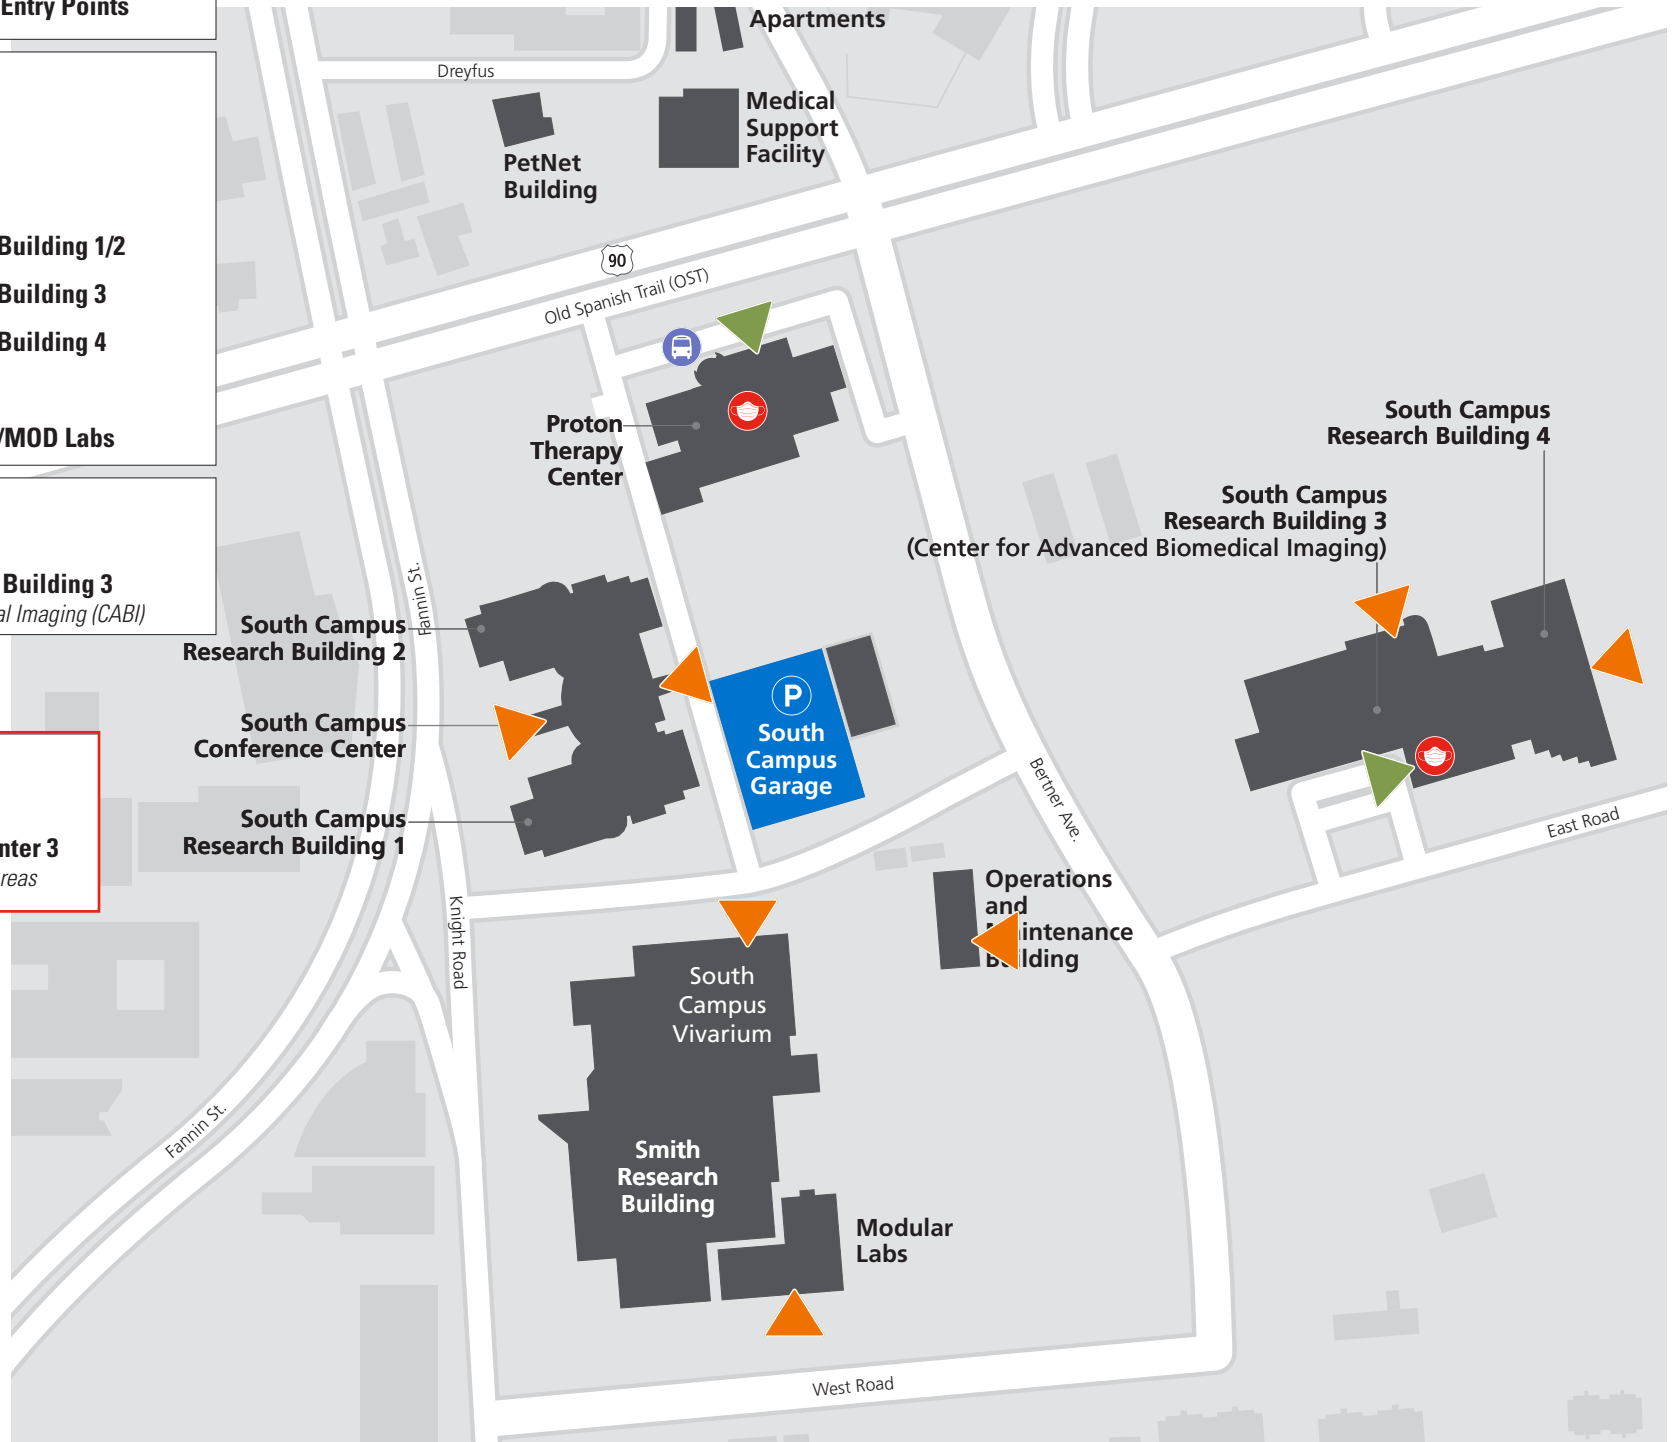 Entry Points
Building 1/2
Building 3
Building 4
/MOD Labs
Building 3
al Imaging (CABI)
nter 3
reas
Apartments
Dreyfus
Medical
Support
Facility
PetNet
Building
90
Old Spanish Trail (OST)
Proton
Therapy
Center
South Campus
Research Building 4
South Campus
Research Building 3
(Center for Advanced Biomedical Imaging)
Fannin St.
South Campus
Research Building 2
South Campus
Conference Center
South Campus
Research Building 1
P
South
Campus
Garage
Bertner Ave.
East Road
Knight Road
Operations
and
Maintenance
Building
South
Campus
Vivarium
Fannin St.
Smith
Research
Building
Modular
Labs
West Road